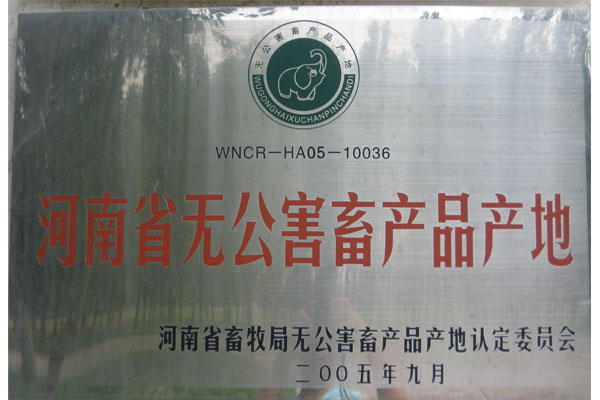 无公害畜产品产地
WUGONGHAIXUCHANPINCHANDI
WNCR-HA05-10036
河南省无公害畜产品产地
河南省畜牧局无公害畜产品产地认定委员会
二00五年九月